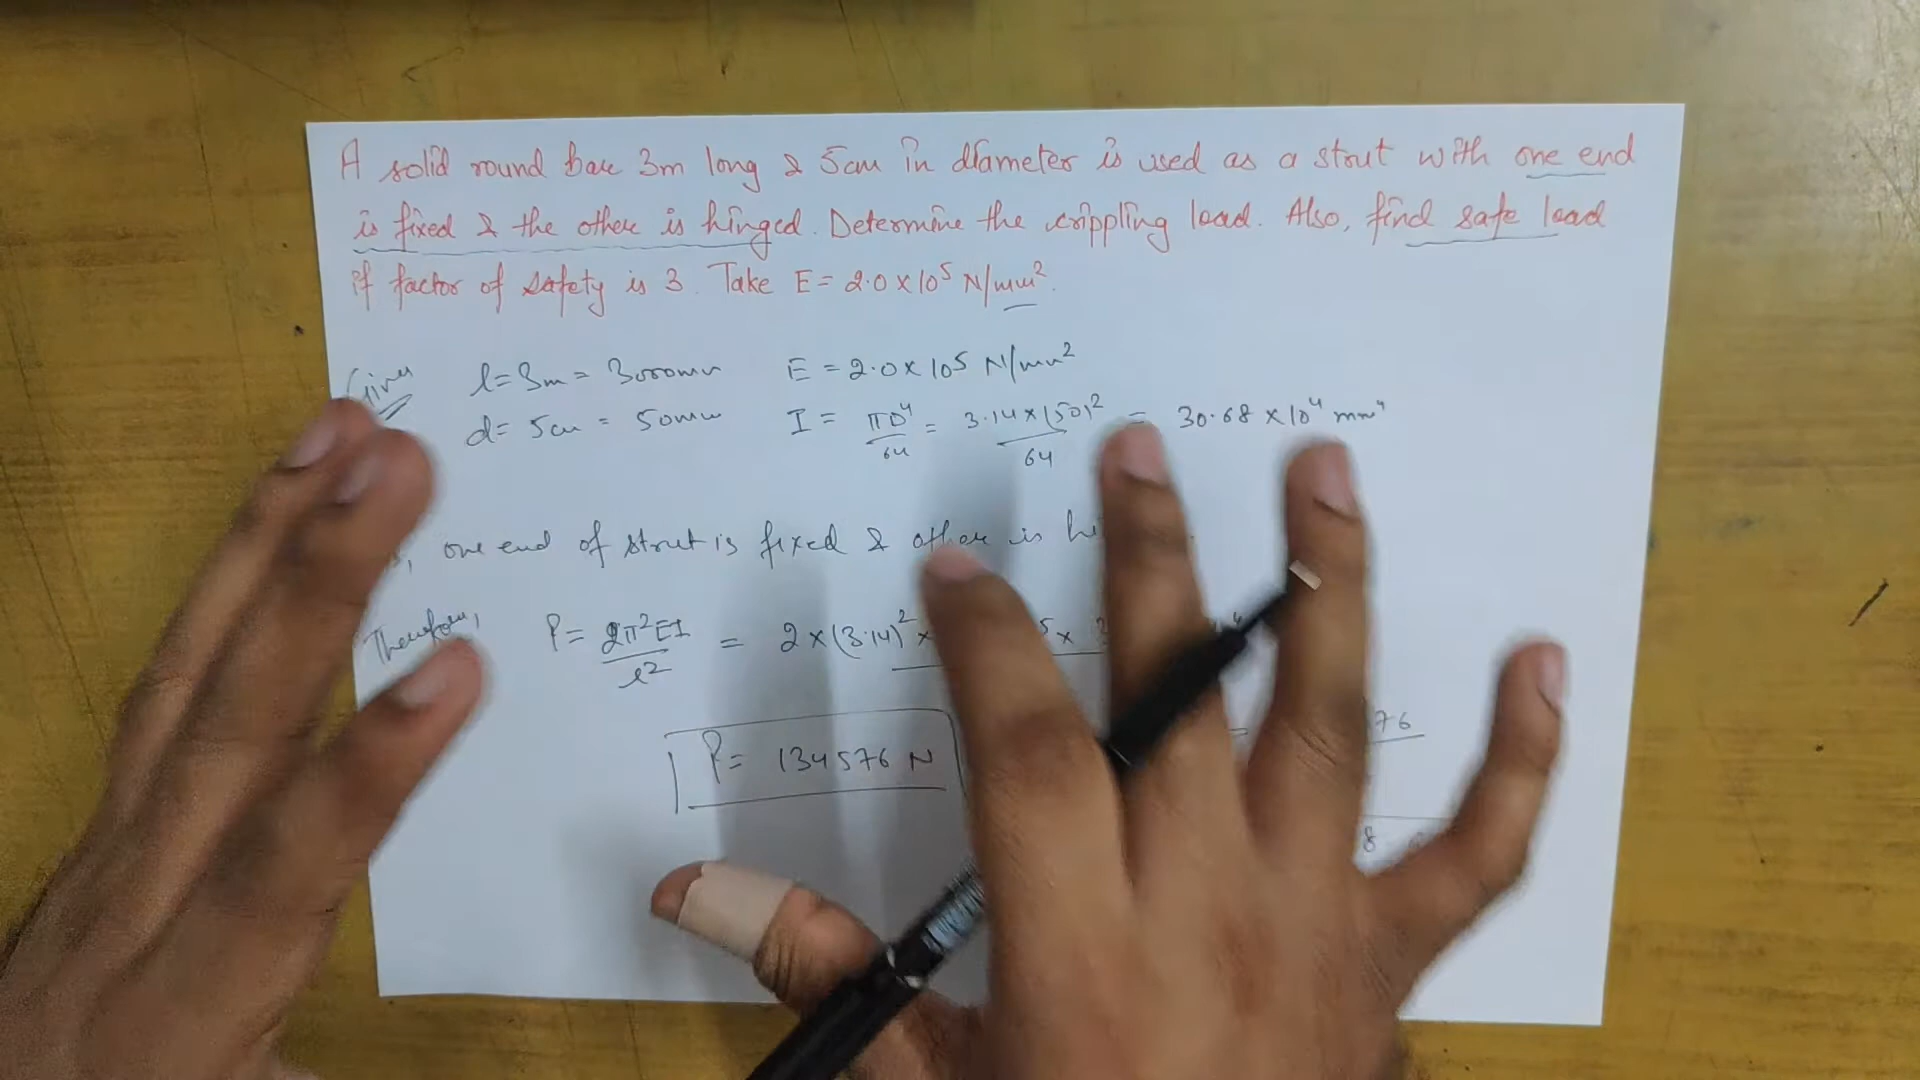 A solid round bar 3m long & 5cm in diameter is used as a strut with one end
is fixed & the other is hinged. Determine the crippling load. Also, find safe load
if factor of safety is 3. Take E = 2.0 × 10⁵ N/mm².
Given l = 3m = 3000mm E = 2.0 × 10⁵ N/mm²
d = 5cm = 50mm I = πD⁴/64 = 3.14 × (50)²/64 = 30.68 × 10⁴ mm⁴
one end of strut is fixed & other is hi
Therefore, P = 2π²EI/l² = 2 × (3.14)² ×
76
P = 134576 N
8